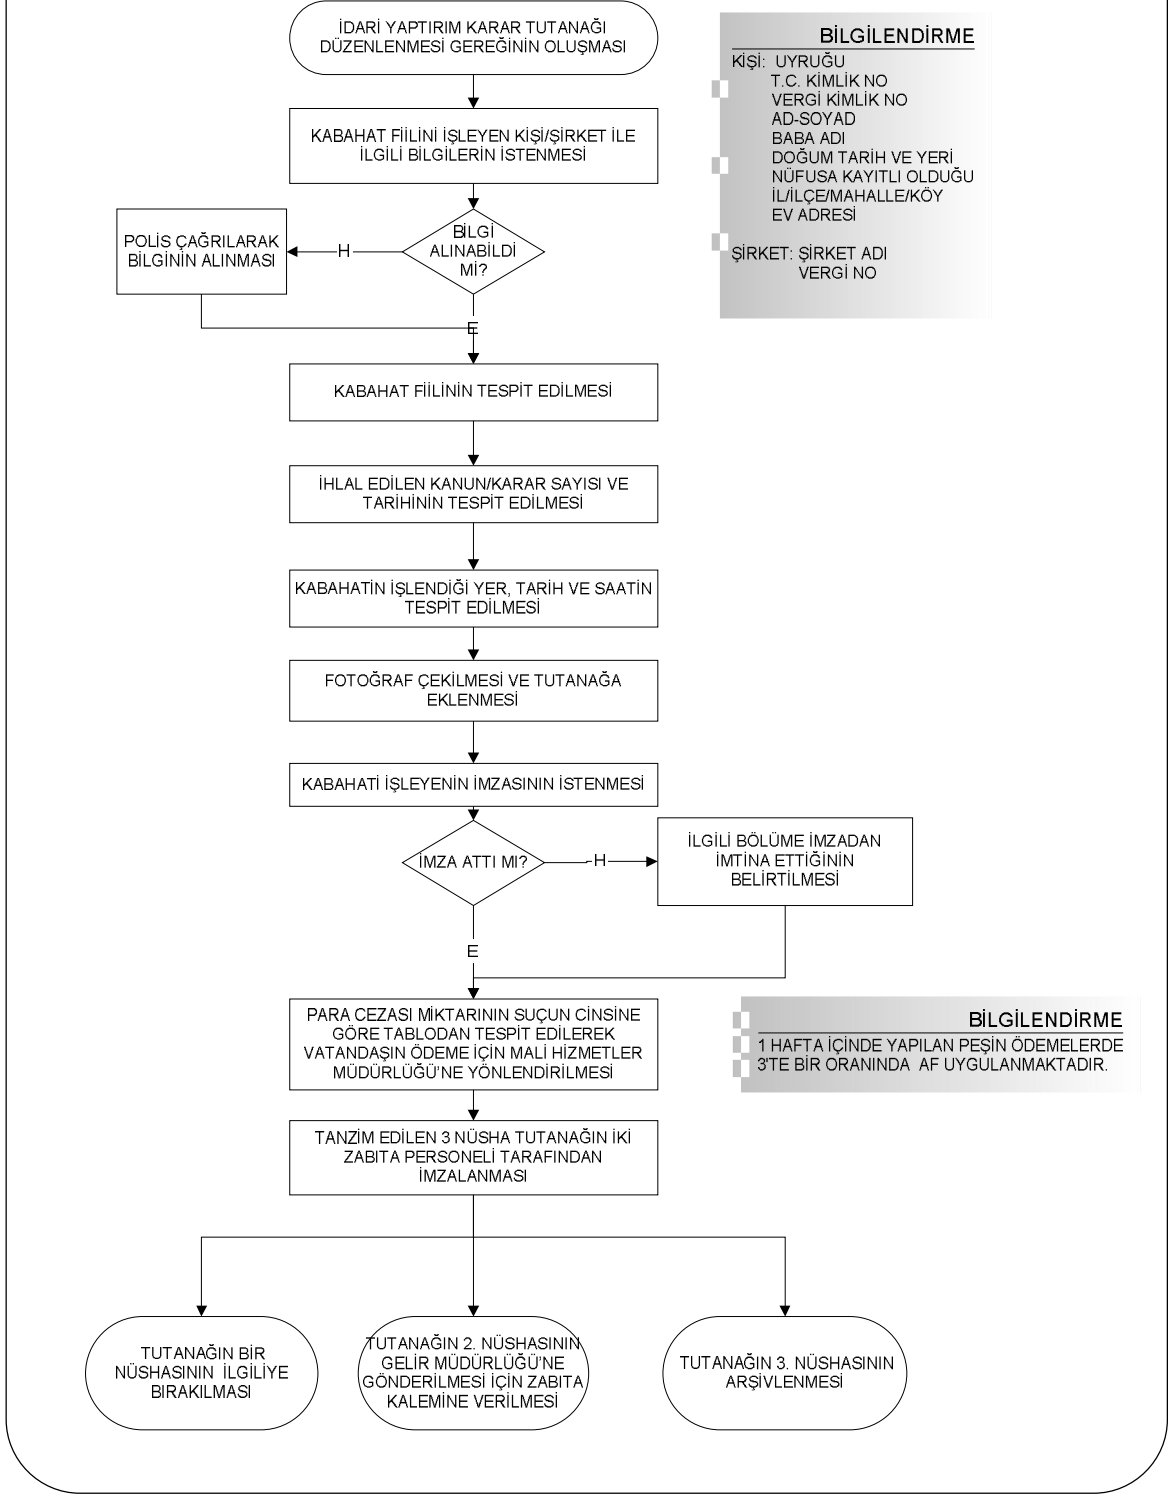 İDARİ YAPTIRIM KARAR TUTANAĞI
DÜZENLENMESİ GEREĞİNİN OLUŞMASI
BİLGİLENDİRME
KİŞİ: UYRUĞU
T.C. KİMLİK NO
VERGİ KİMLİK NO
AD-SOYAD
BABA ADI
DOĞUM TARİH VE YERİ
NÜFUSA KAYITLI OLDUĞU
İL/İLÇE/MAHALLE/KÖY
EV ADRESİ
ŞİRKET: ŞİRKET ADI
VERGİ NO
KABAHAT FİİLİNİ İŞLEYEN KİŞİ/ŞİRKET İLE
İLGİLİ BİLGİLERİN İSTENMESİ
BİLGİ
ALINABİLDİ
Mİ?
H
POLİS ÇAĞRILARAK
BİLGİNİN ALINMASI
E
KABAHAT FİİLİNİN TESPİT EDİLMESİ
İHLAL EDİLEN KANUN/KARAR SAYISI VE
TARİHİNİN TESPİT EDİLMESİ
KABAHATİN İŞLENDİĞİ YER, TARİH VE SAATİN
TESPİT EDİLMESİ
FOTOĞRAF ÇEKİLMESİ VE TUTANAĞA
EKLENMESİ
KABAHATİ İŞLEYENİN İMZASININ İSTENMESİ
İMZA ATTI MI?
H
İLGİLİ BÖLÜME İMZADAN
İMTİNA ETTİĞİNİN
BELİRTİLMESİ
E
PARA CEZASI MİKTARININ SUÇUN CİNSİNE
GÖRE TABLODAN TESPİT EDİLEREK
VATANDAŞIN ÖDEME İÇİN MALİ HİZMETLER
MÜDÜRLÜĞÜ'NE YÖNLENDİRİLMESİ
BİLGİLENDİRME
1 HAFTA İÇİNDE YAPILAN PEŞİN ÖDEMELERDE
3'TE BİR ORANINDA AF UYGULANMAKTADIR.
TANZİM EDİLEN 3 NÜSHA TUTANAĞIN İKİ
ZABITA PERSONELİ TARAFINDAN
İMZALANMASI
TUTANAĞIN BİR
NÜSHASININ İLGİLİYE
BIRAKILMASI
TUTANAĞIN 2. NÜSHASININ
GELİR MÜDÜRLÜĞÜ'NE
GÖNDERİLMESİ İÇİN ZABITA
KALEMİNE VERİLMESİ
TUTANAĞIN 3. NÜSHASININ
ARŞİVLENMESİ